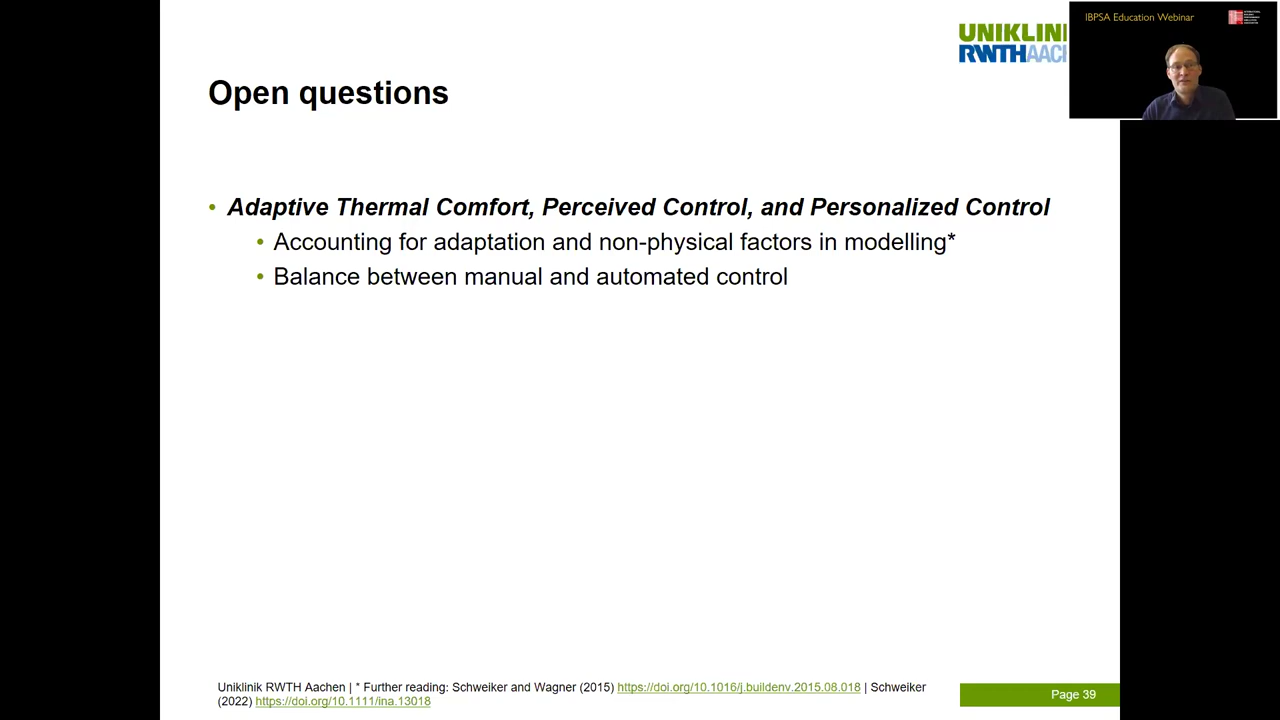 IBPSA Education Webinar
UNIKLIN
RWTHAAC
Open questions
• Adaptive Thermal Comfort, Perceived Control, and Personalized Control
• Accounting for adaptation and non-physical factors in modelling*
• Balance between manual and automated control
Uniklinik RWTH Aachen | * Further reading: Schweiker and Wagner (2015) https://doi.org/10.1016/j.buildenv.2015.08.018 | Schweiker
(2022) https://doi.org/10.1111/ina.13018
Page 39